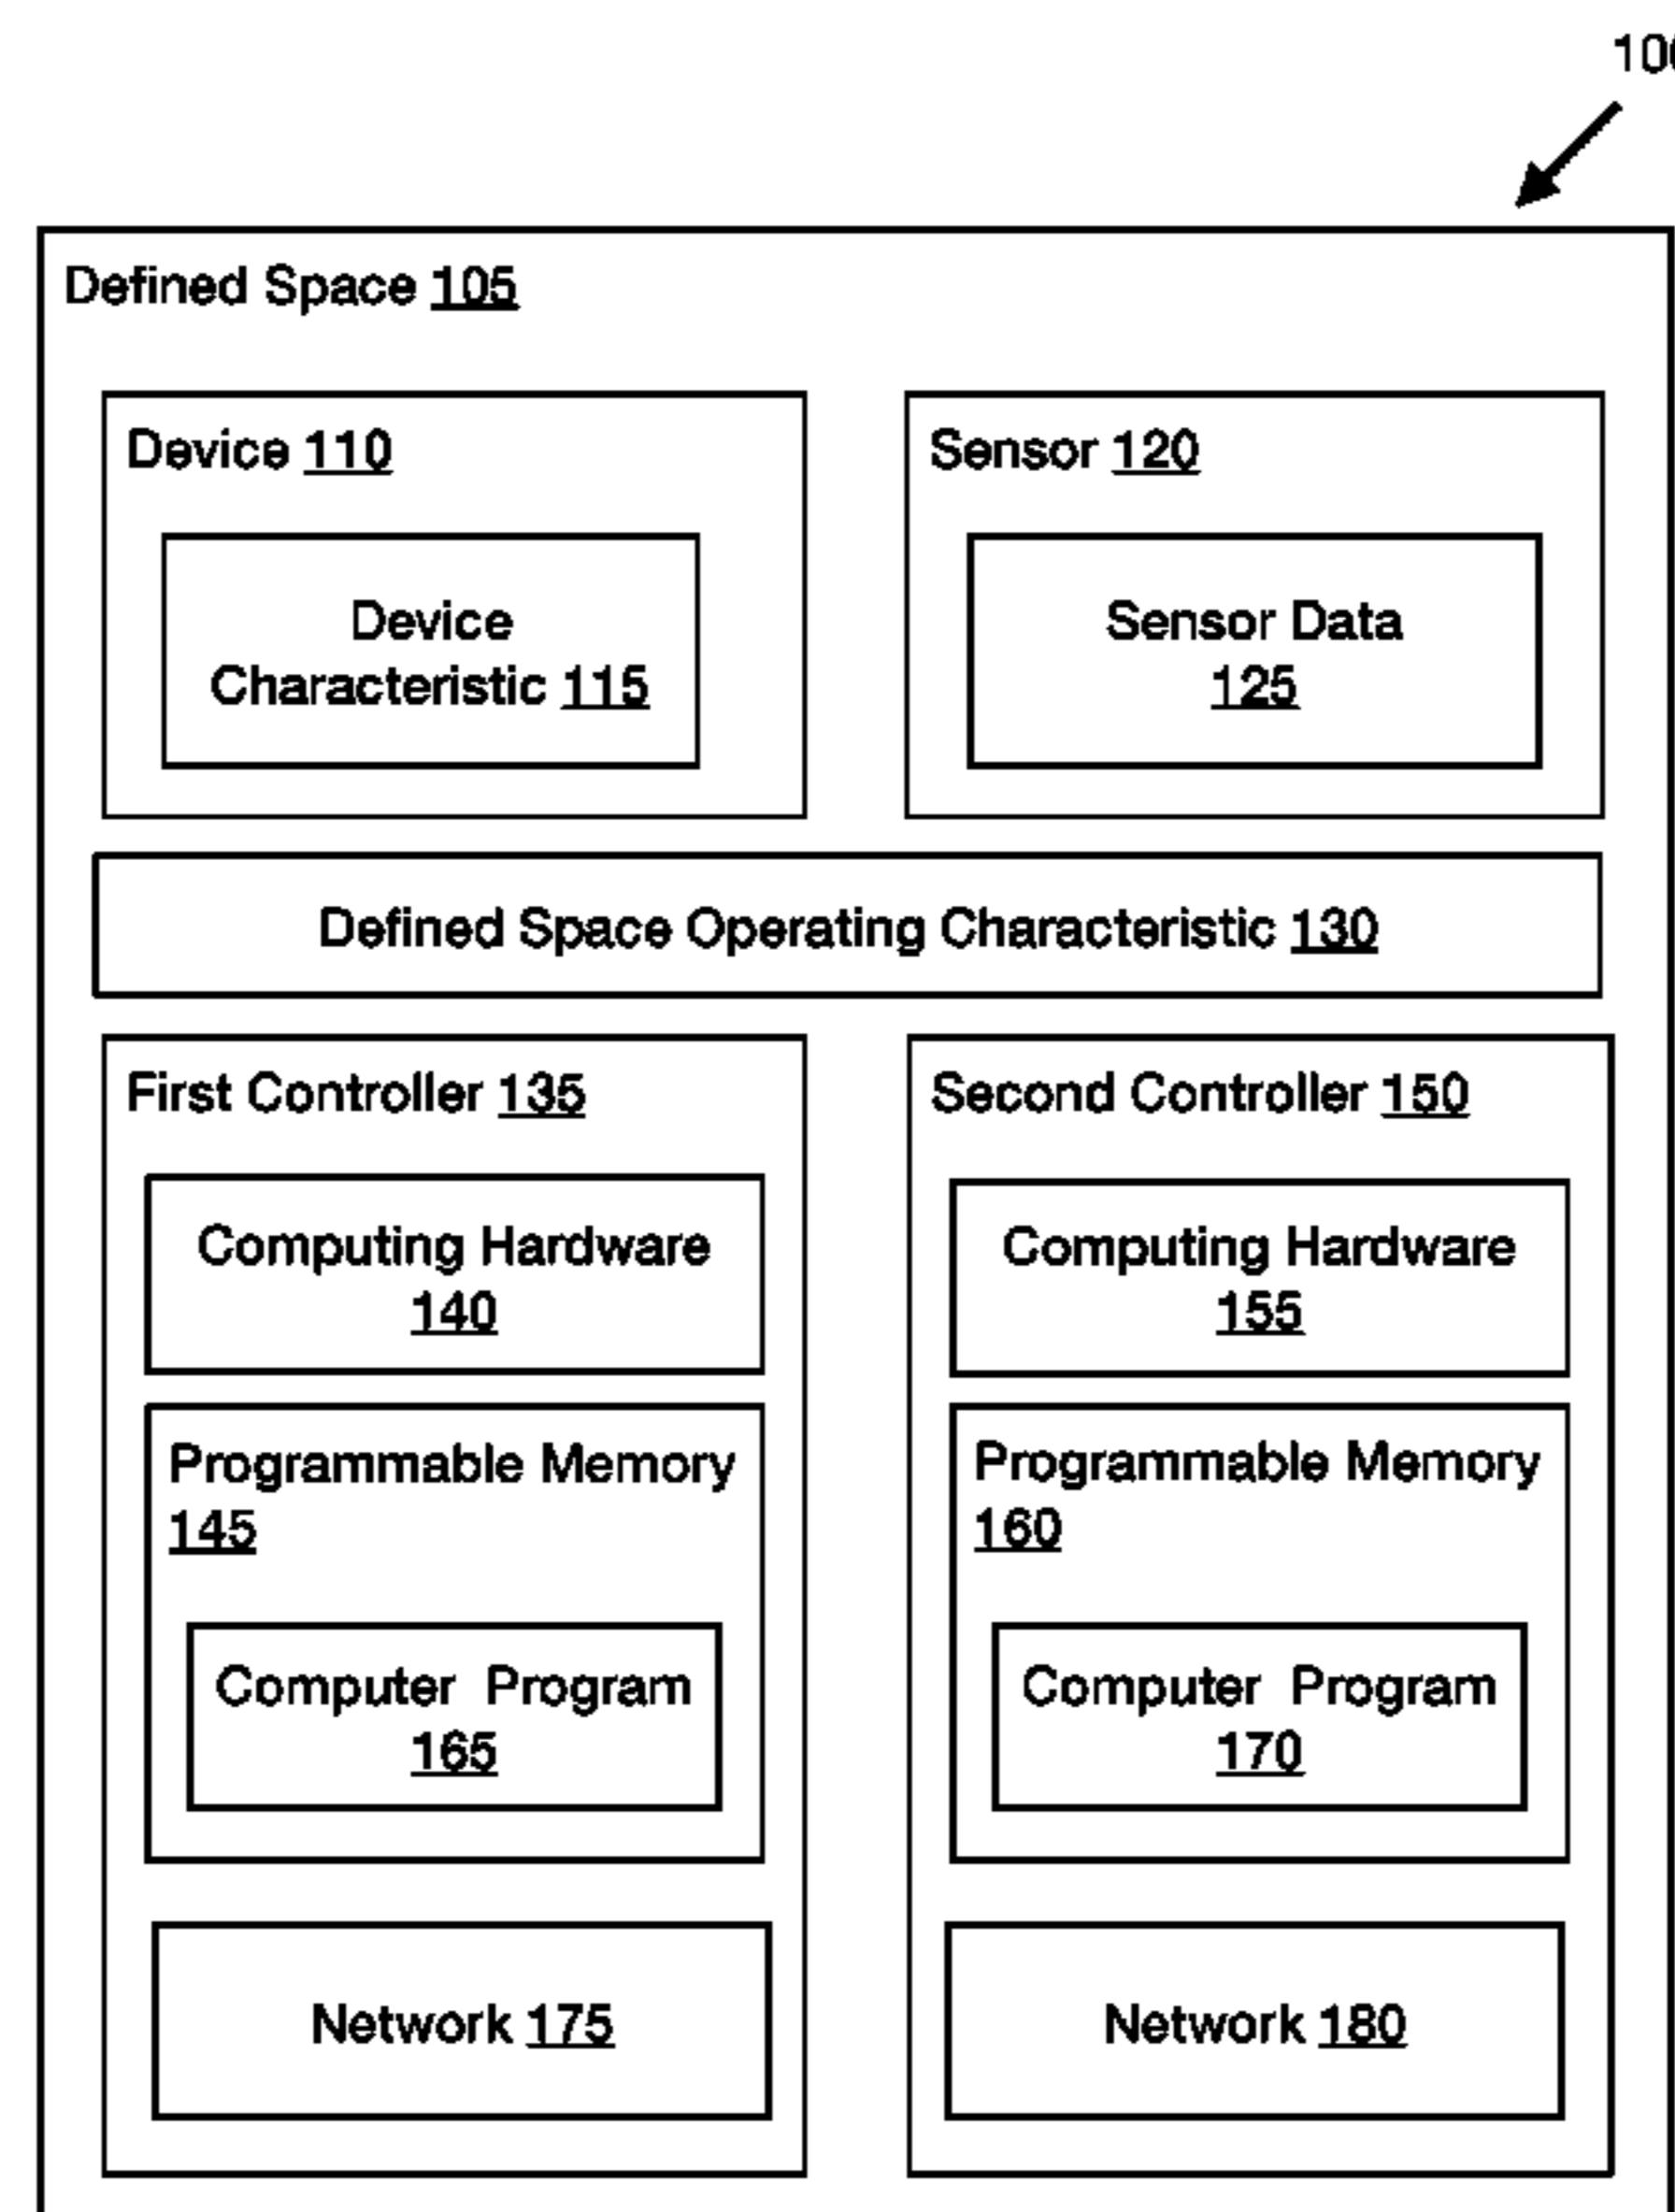 Defined Space 105
Device 110
Device
Characteristic 115
Sensor 120
Sensor Data
125
Defined Space Operating Characteristic 130
First Controller 135
Computing Hardware
140
Programmable Memory
145
Computer Program
165
Network 175
Second Controller 150
Computing Hardware
155
Programmable Memory
160
Computer Program
170
Network 180